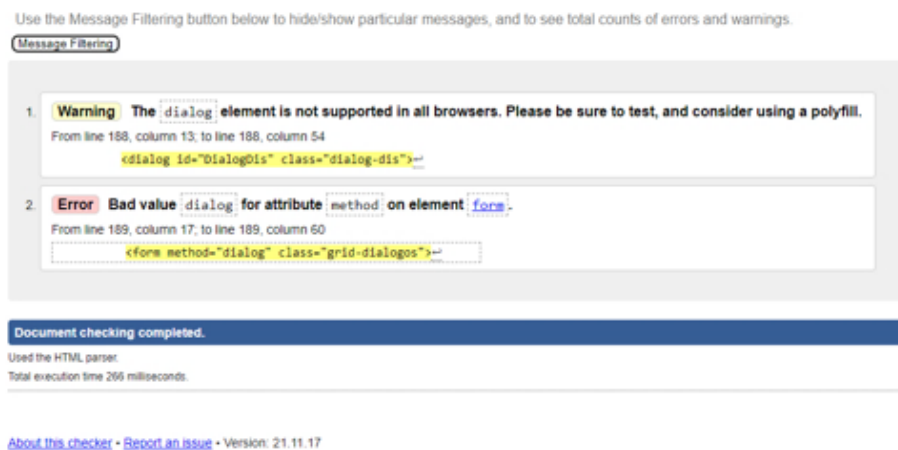 Use the Message Filtering button below to hide/show particular messages, and to see total counts of errors and warnings.
Message Filtering
1. Warning The dialog element is not supported in all browsers. Please be sure to test, and consider using a polyfill.
From line 188, column 13; to line 188, column 54
<dialog id="DialogDis" class="dialog-dis">↩
2. Error Bad value dialog for attribute method on element form.
From line 189, column 17; to line 189, column 60
<form method="dialog" class="grid-dialogos">↩
Document checking completed.
Used the HTML parser.
Total execution time 266 milliseconds.
About this checker • Report an issue • Version: 21.11.17